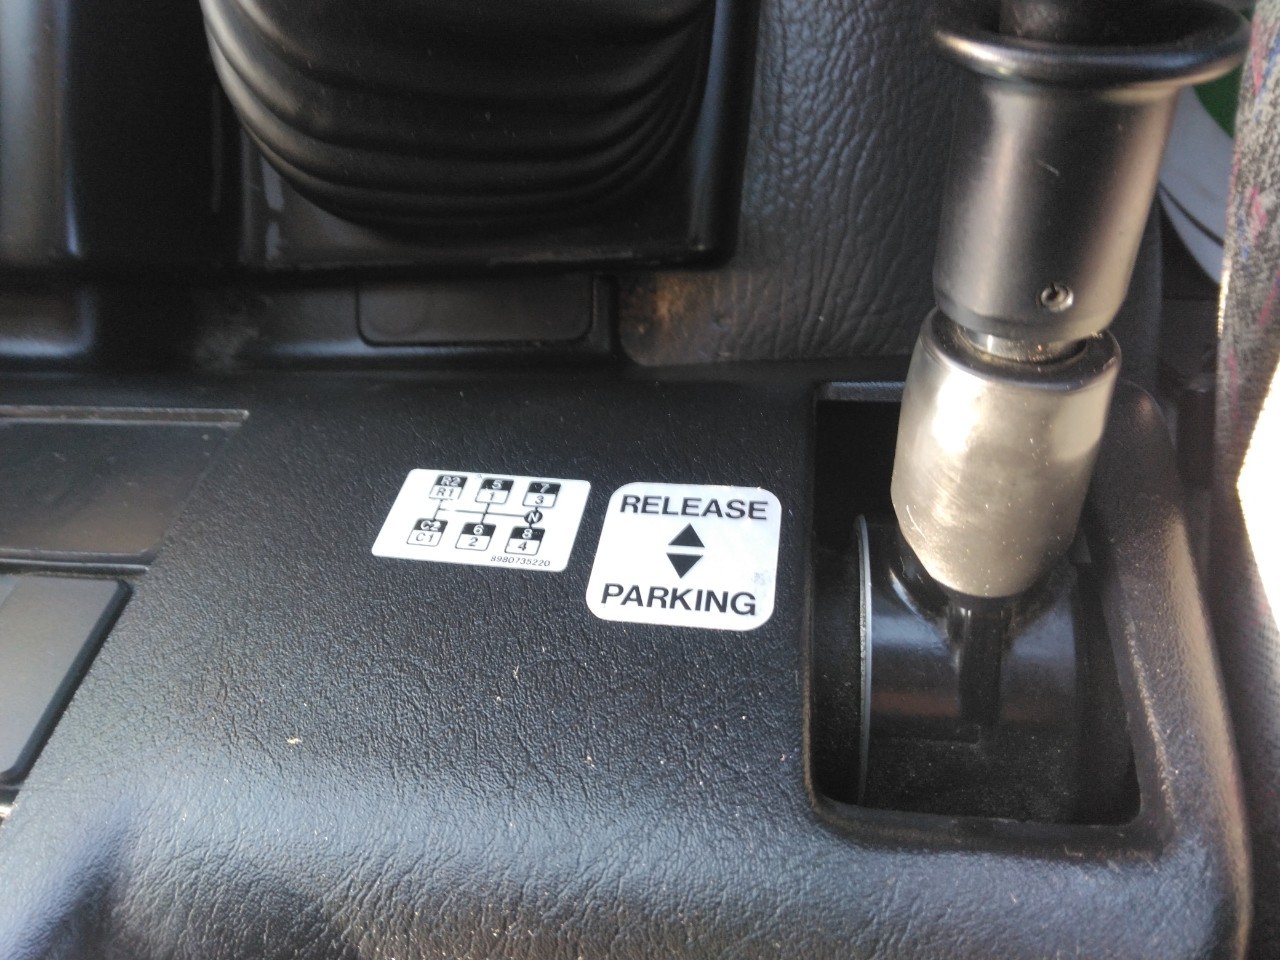 R2 5 7
R1 1 3
N
C2 6 8
C1 2 4
8980735220
RELEASE
PARKING